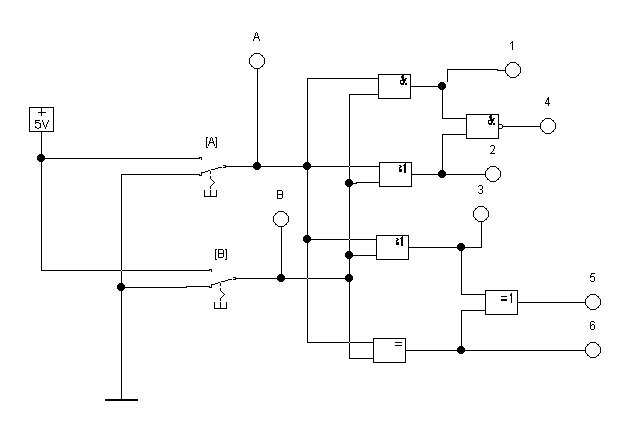 A
1
&
4
+
5V
&
[A]
2
≥1
B
3
≥1
[B]
5
=1
6
=